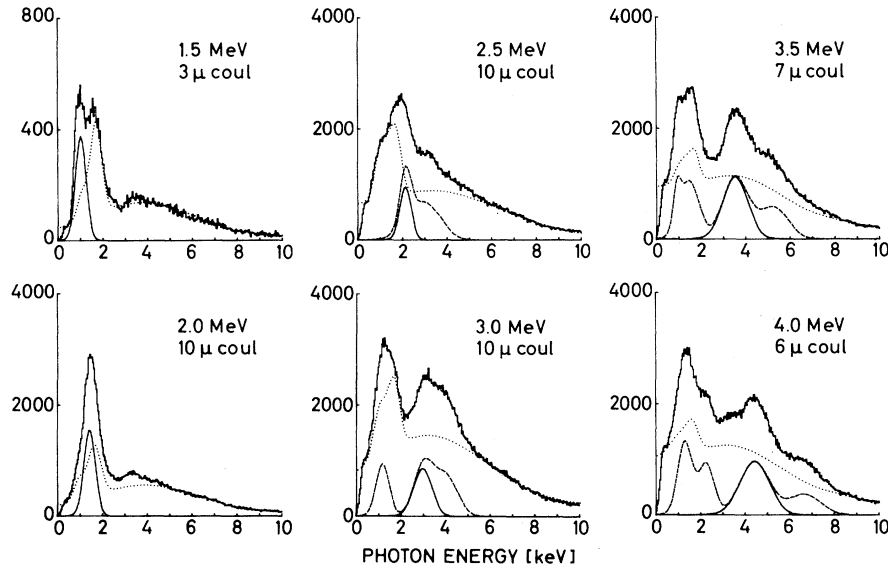 800
400
0
0 2 4 6 8 10
1.5 MeV
3 μ coul
4000
2000
0
0 2 4 6 8 10
2.5 MeV
10 μ coul
4000
2000
0
0 2 4 6 8 10
3.5 MeV
7 μ coul
4000
2000
0
0 2 4 6 8 10
2.0 MeV
10 μ coul
4000
2000
0
0 2 4 6 8 10
3.0 MeV
10 μ coul
4000
2000
0
0 2 4 6 8 10
4.0 MeV
6 μ coul
PHOTON ENERGY [keV]